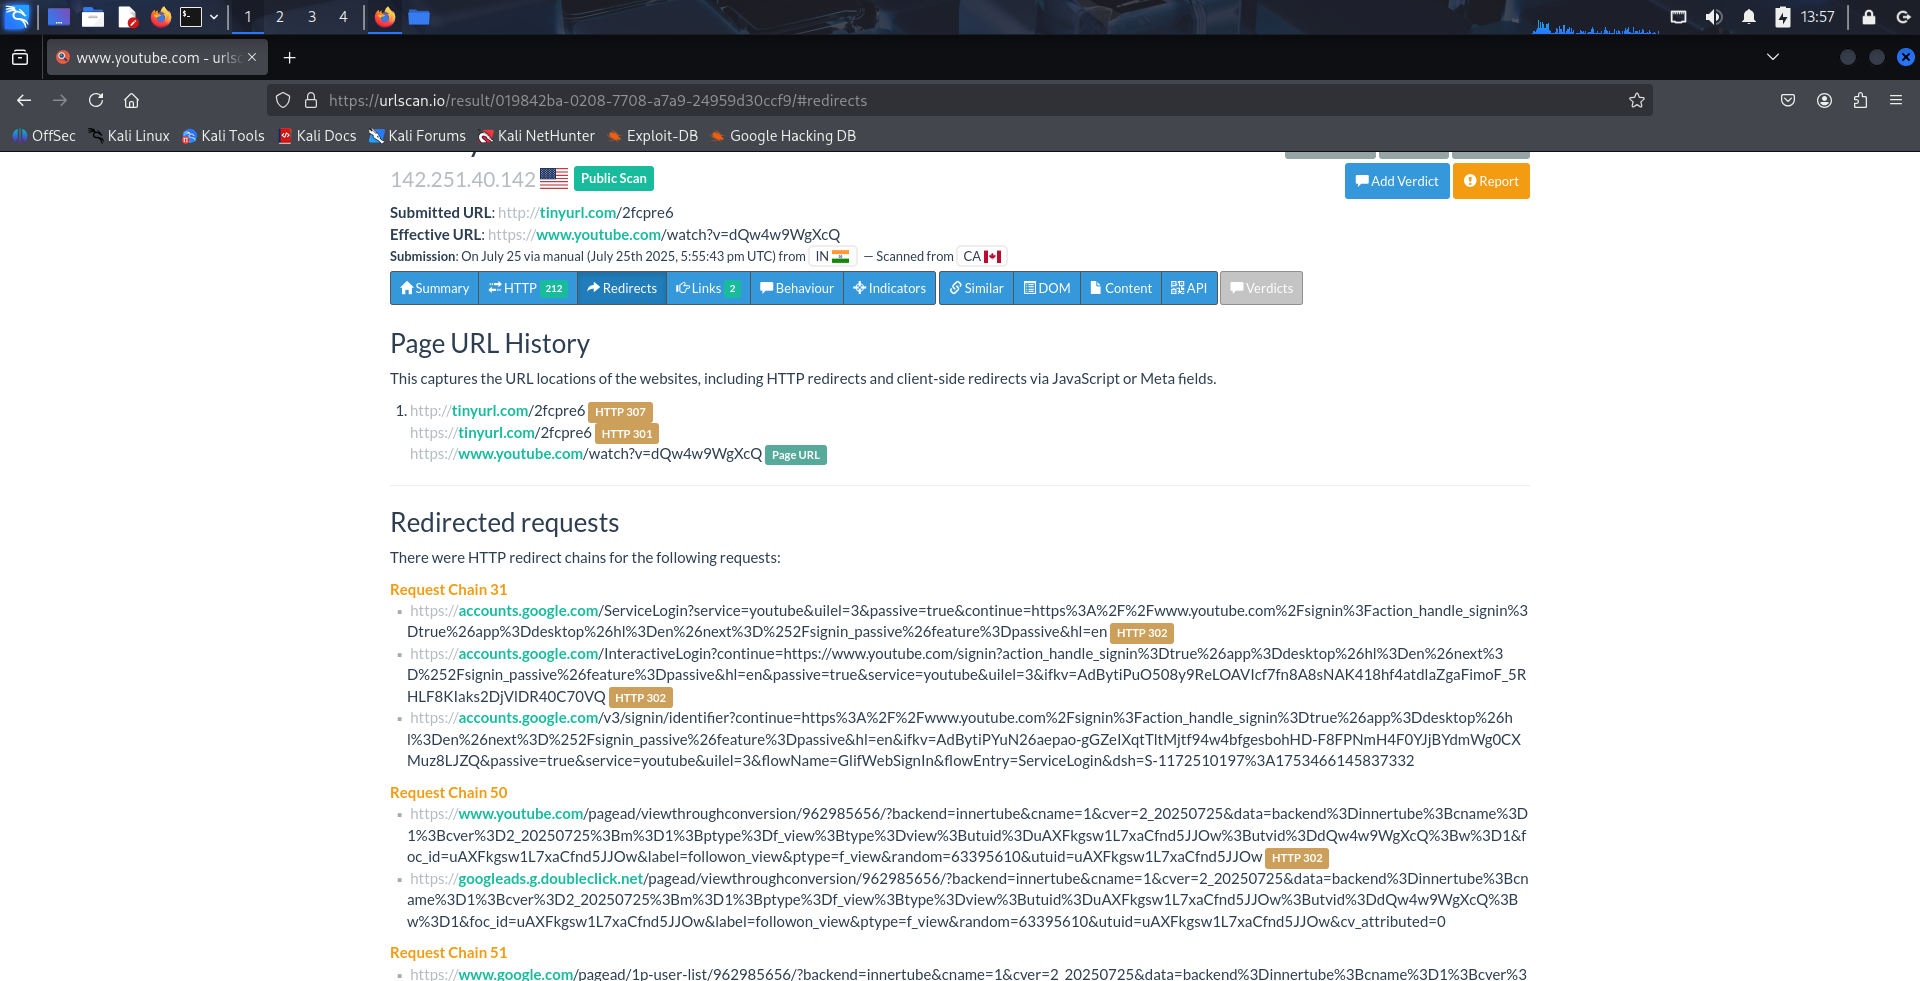 1 2 3 4
13:57
www.youtube.com - urlsc
https://urlscan.io/result/019842ba-0208-7708-a7a9-24959d30ccf9/#redirects
OffSec Kali Linux Kali Tools Kali Docs Kali Forums Kali NetHunter Exploit-DB Google Hacking DB
142.251.40.142 Public Scan
Add Verdict Report
Submitted URL: http://tinyurl.com/2fcpre6
Effective URL: https://www.youtube.com/watch?v=dQw4w9WgXcQ
Submission: On July 25 via manual (July 25th 2025, 5:55:43 pm UTC) from IN — Scanned from CA
Summary HTTP 212 Redirects Links 2 Behaviour Indicators Similar DOM Content API Verdicts
Page URL History
This captures the URL locations of the websites, including HTTP redirects and client-side redirects via JavaScript or Meta fields.
1. http://tinyurl.com/2fcpre6 HTTP 307
https://tinyurl.com/2fcpre6 HTTP 301
https://www.youtube.com/watch?v=dQw4w9WgXcQ Page URL
Redirected requests
There were HTTP redirect chains for the following requests:
Request Chain 31
https://accounts.google.com/ServiceLogin?service=youtube&uilel=3&passive=true&continue=https%3A%2F%2Fwww.youtube.com%2Fsignin%3Faction_handle_signin%3
Dtrue%26app%3Ddesktop%26hl%3Den%26next%3D%252Fsignin_passive%26feature%3Dpassive&hl=en HTTP 302
https://accounts.google.com/InteractiveLogin?continue=https://www.youtube.com/signin?action_handle_signin%3Dtrue%26app%3Ddesktop%26hl%3Den%26next%3
D%252Fsignin_passive%26feature%3Dpassive&hl=en&passive=true&service=youtube&uilel=3&ifkv=AdBytiPuO508y9ReLOAVIcf7fn8A8sNAK418hf4atdlaZgaFimoF_5R
HLF8KIaks2DjVIDR40C70VQ HTTP 302
https://accounts.google.com/v3/signin/identifier?continue=https%3A%2F%2Fwww.youtube.com%2Fsignin%3Faction_handle_signin%3Dtrue%26app%3Ddesktop%26h
l%3Den%26next%3D%252Fsignin_passive%26feature%3Dpassive&hl=en&ifkv=AdBytiPYuN26aepao-gGZeIXqtTltMjtf94w4bfgesbohHD-F8FPNmH4F0YJjBYdmWg0CX
Muz8LJZQ&passive=true&service=youtube&uilel=3&flowName=GlifWebSignIn&flowEntry=ServiceLogin&dsh=S-1172510197%3A1753466145837332
Request Chain 50
https://www.youtube.com/pagead/viewthroughconversion/962985656/?backend=innertube&cname=1&cver=2_20250725&data=backend%3Dinnertube%3Bcname%3D
1%3Bcver%3D2_20250725%3Bm%3D1%3Bptype%3Df_view%3Btype%3Dview%3Butuid%3DuAXFkgsw1L7xaCfnd5JJOw%3Butvid%3DdQw4w9WgXcQ%3Bw%3D1&f
oc_id=uAXFkgsw1L7xaCfnd5JJOw&label=followon_view&ptype=f_view&random=63395610&utuid=uAXFkgsw1L7xaCfnd5JJOw HTTP 302
https://googleads.g.doubleclick.net/pagead/viewthroughconversion/962985656/?backend=innertube&cname=1&cver=2_20250725&data=backend%3Dinnertube%3Bcn
ame%3D1%3Bcver%3D2_20250725%3Bm%3D1%3Bptype%3Df_view%3Btype%3Dview%3Butuid%3DuAXFkgsw1L7xaCfnd5JJOw%3Butvid%3DdQw4w9WgXcQ%3B
w%3D1&foc_id=uAXFkgsw1L7xaCfnd5JJOw&label=followon_view&ptype=f_view&random=63395610&utuid=uAXFkgsw1L7xaCfnd5JJOw&cv_attributed=0
Request Chain 51
https://www.google.com/pagead/1p-user-list/962985656/?backend=innertube&cname=1&cver=2_20250725&data=backend%3Dinnertube%3Bcname%3D1%3Bcver%3